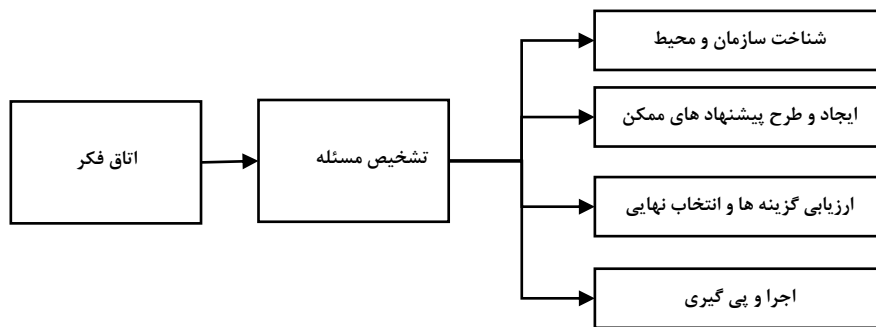 اتاق فکر
تشخیص مسئله
شناخت سازمان و محیط
ایجاد و طرح پیشنهاد های ممکن
ارزیابی گزینه ها و انتخاب نهایی
اجرا و پی گیری